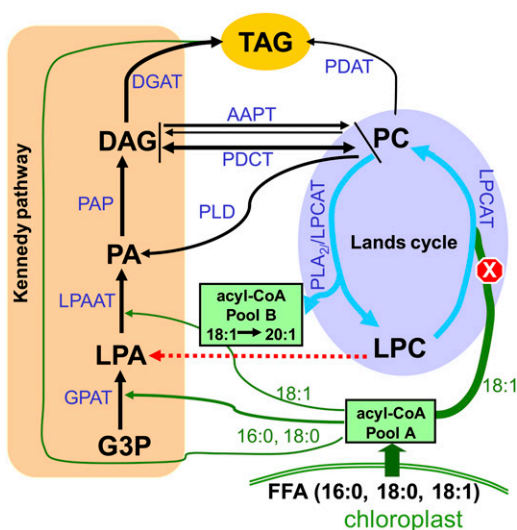 TAG
DGAT
PDAT
AAPT
DAG
PC
PDCT
Kennedy pathway
PAP
PLD
PLA2/LPCAT
LPCAT
Lands cycle
PA
X
LPAAT
acyl-CoA
Pool B
18:1 20:1
LPA
LPC
18:1
18:1
GPAT
16:0, 18:0
acyl-CoA
Pool A
G3P
FFA (16:0, 18:0, 18:1)
chloroplast